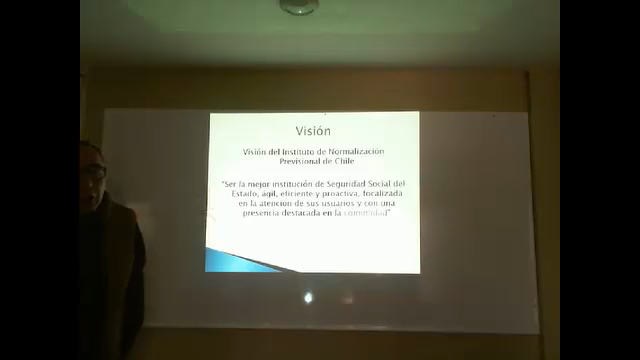 Visión
Visión del Instituto de Normalización
Previsional de Chile
"Ser la mejor institución de Seguridad Social del
Estado, ágil, eficiente y proactiva, focalizada
en la atención de sus usuarios y con una
presencia destacada en la comunidad"